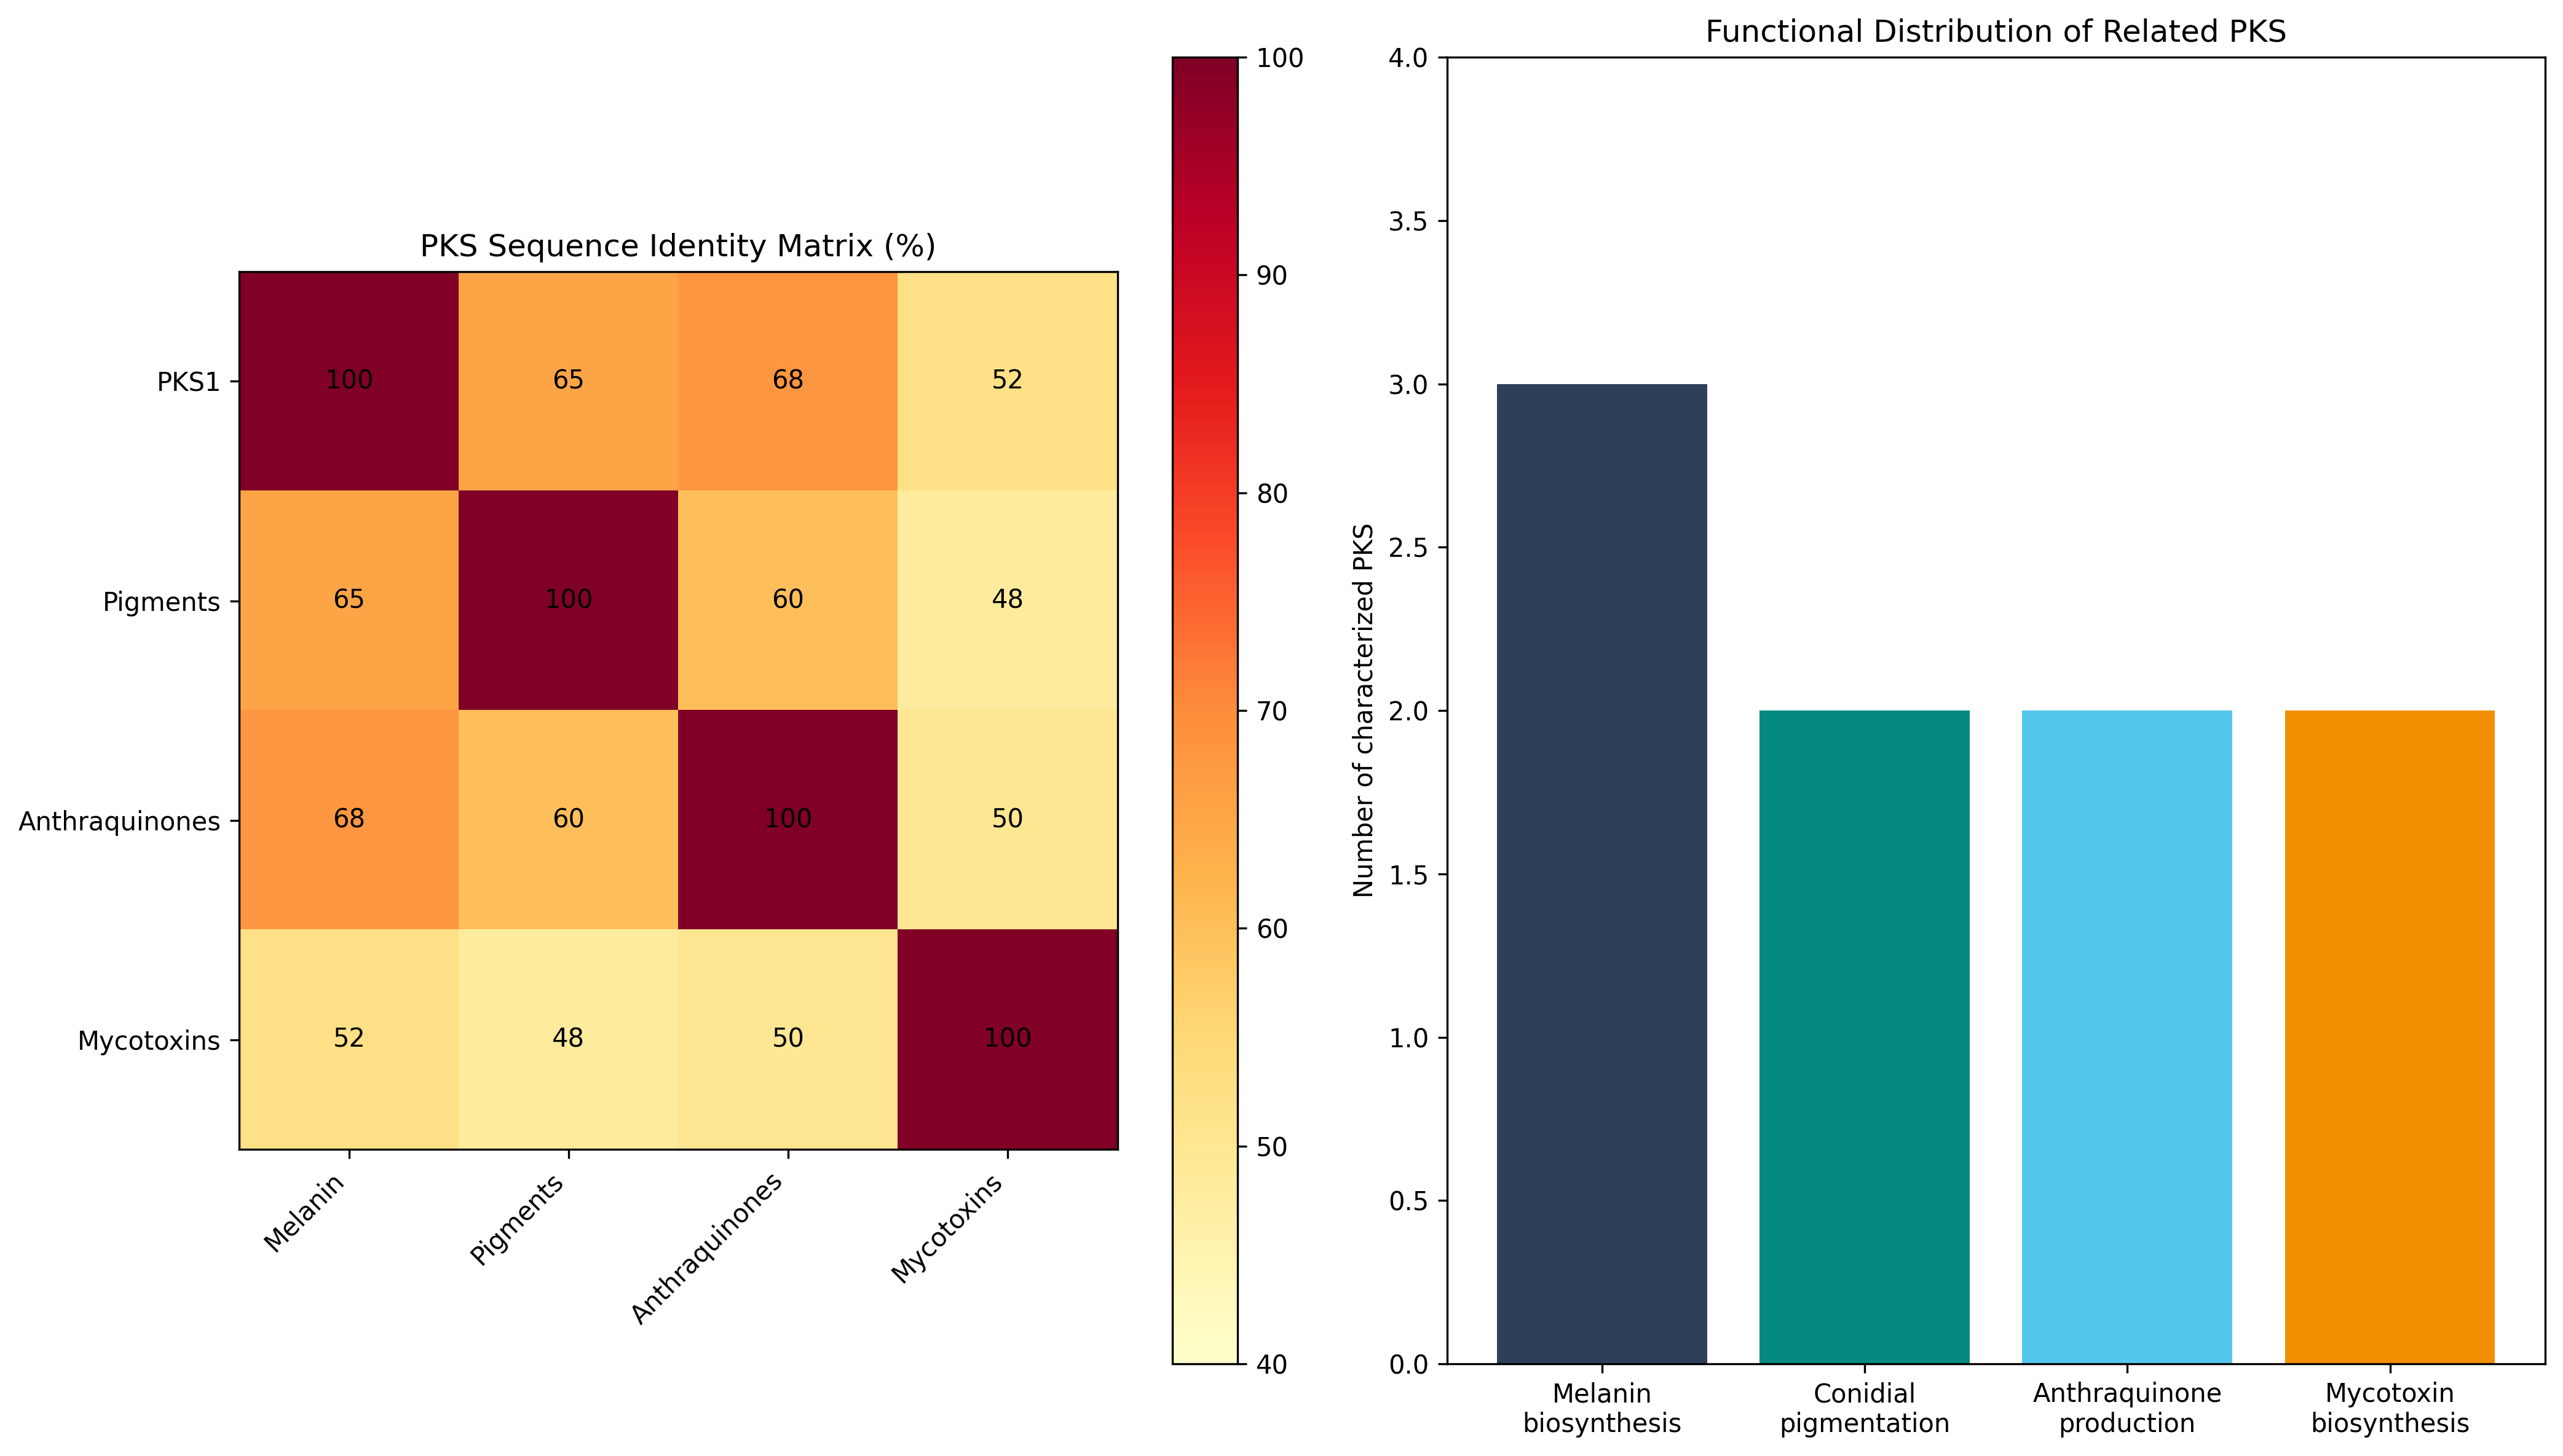 PKS Sequence Identity Matrix (%)
PKS1
Pigments
Anthraquinones
Mycotoxins
100 65 68 52
65 100 60 48
68 60 100 50
52 48 50 100
Melanin
Pigments
Anthraquinones
Mycotoxins
100
90
80
70
60
50
40
Functional Distribution of Related PKS
Number of characterized PKS
4.0
3.5
3.0
2.5
2.0
1.5
1.0
0.5
0.0
Melanin
biosynthesis
Conidial
pigmentation
Anthraquinone
production
Mycotoxin
biosynthesis